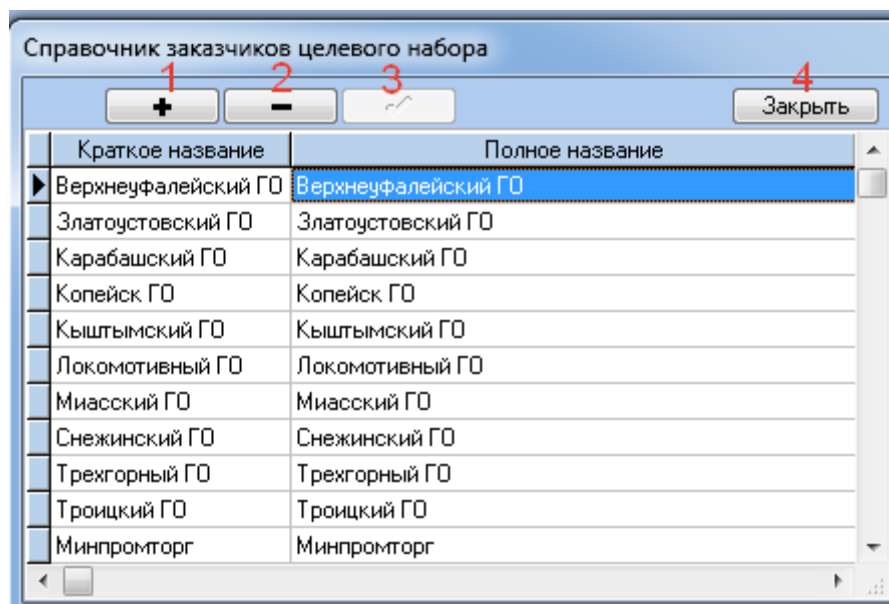 Справочник заказчиков целевого набора
1 2 3 4
+ − Закрыть
Краткое название Полное название
Верхнеуфалейский ГО Верхнеуфалейский ГО
Златоустовский ГО Златоустовский ГО
Карабашский ГО Карабашский ГО
Копейск ГО Копейск ГО
Кыштымский ГО Кыштымский ГО
Локомотивный ГО Локомотивный ГО
Миасский ГО Миасский ГО
Снежинский ГО Снежинский ГО
Трехгорный ГО Трехгорный ГО
Троицкий ГО Троицкий ГО
Минпромторг Минпромторг